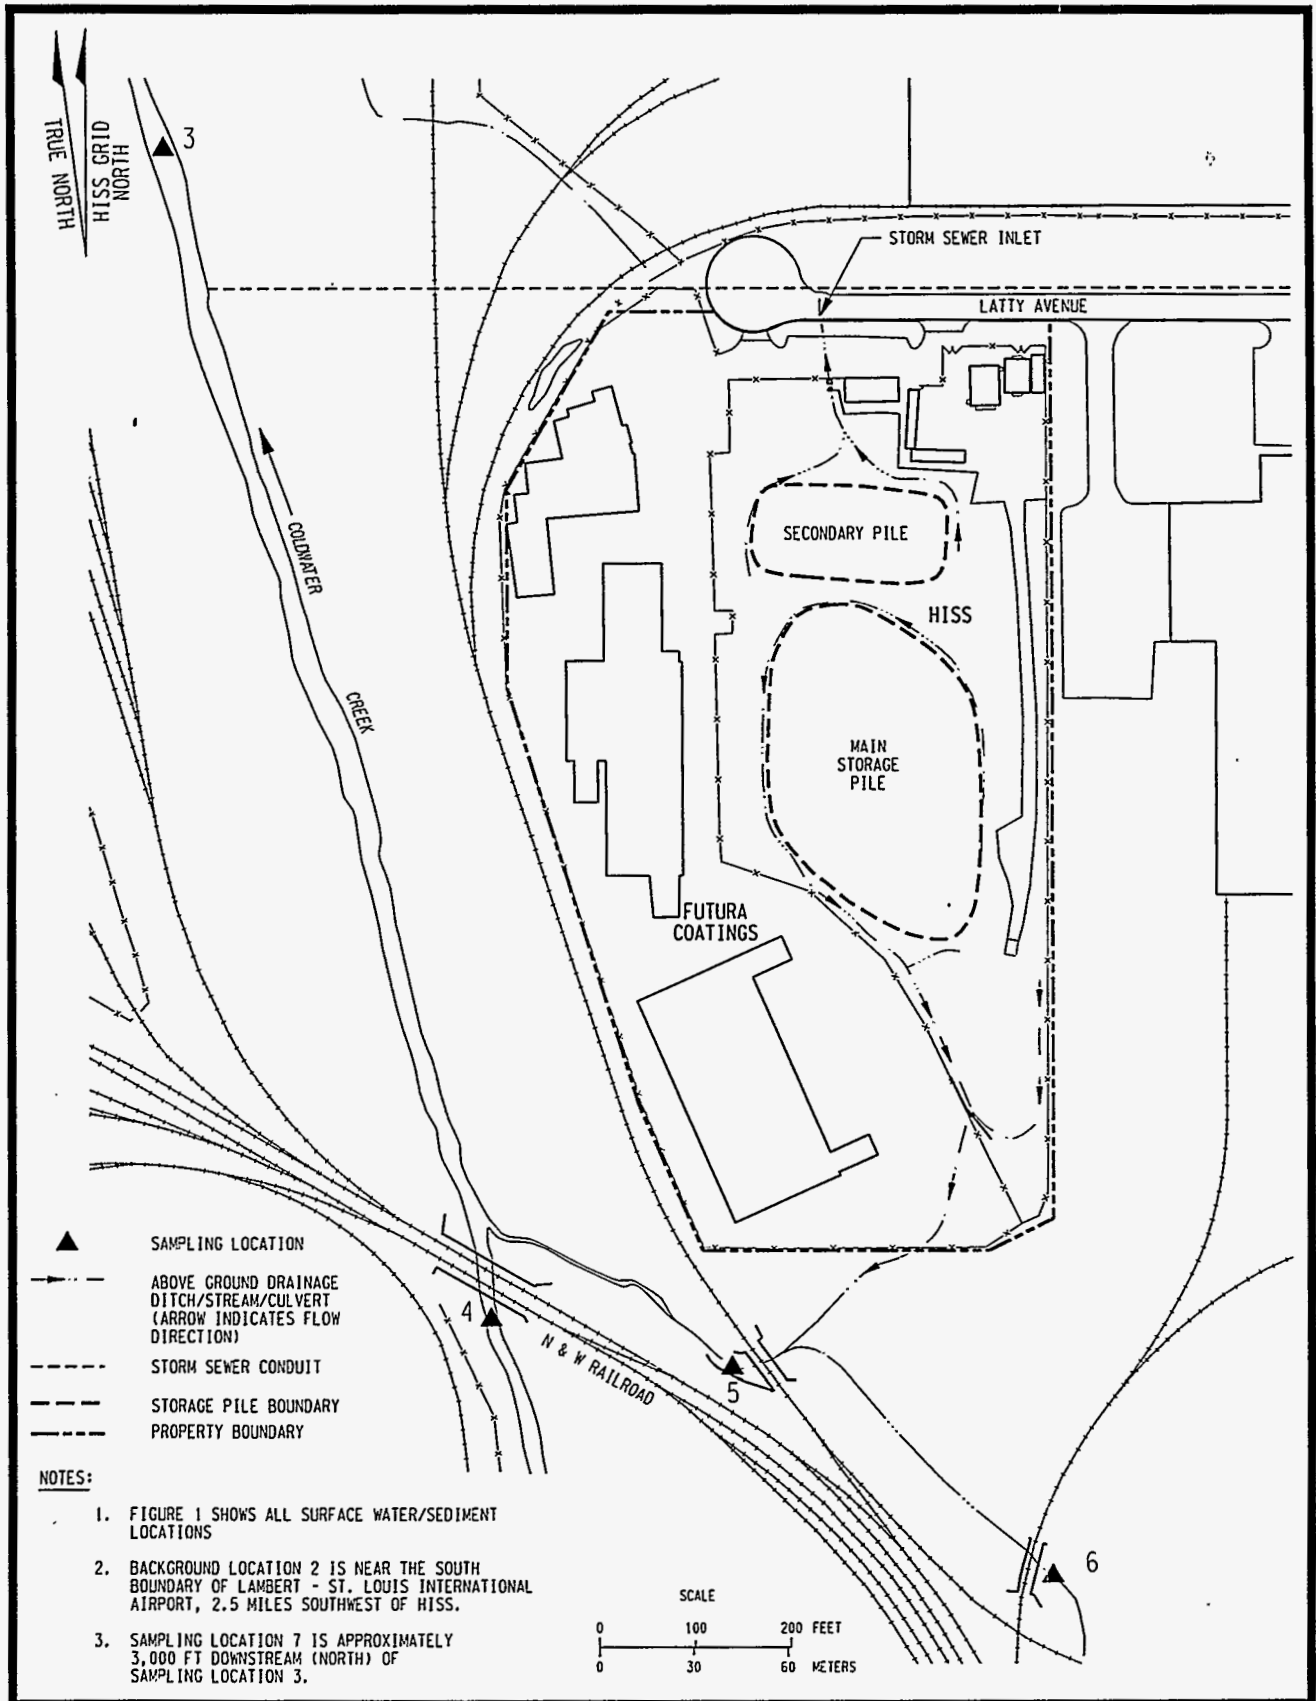 TRUE NORTH
HISS GRID
NORTH
3
STORM SEWER INLET
LATTY AVENUE
COLDWATER
CREEK
SECONDARY PILE
HISS
MAIN
STORAGE
PILE
FUTURA
COATINGS
4
N & W RAILROAD
5
6
SAMPLING LOCATION
ABOVE GROUND DRAINAGE
DITCH/STREAM/CULVERT
(ARROW INDICATES FLOW
DIRECTION)
STORM SEWER CONDUIT
STORAGE PILE BOUNDARY
PROPERTY BOUNDARY
NOTES:
1. FIGURE 1 SHOWS ALL SURFACE WATER/SEDIMENT
LOCATIONS
2. BACKGROUND LOCATION 2 IS NEAR THE SOUTH
BOUNDARY OF LAMBERT - ST. LOUIS INTERNATIONAL
AIRPORT, 2.5 MILES SOUTHWEST OF HISS.
3. SAMPLING LOCATION 7 IS APPROXIMATELY
3,000 FT DOWNSTREAM (NORTH) OF
SAMPLING LOCATION 3.
SCALE
0 100 200 FEET
0 30 60 METERS